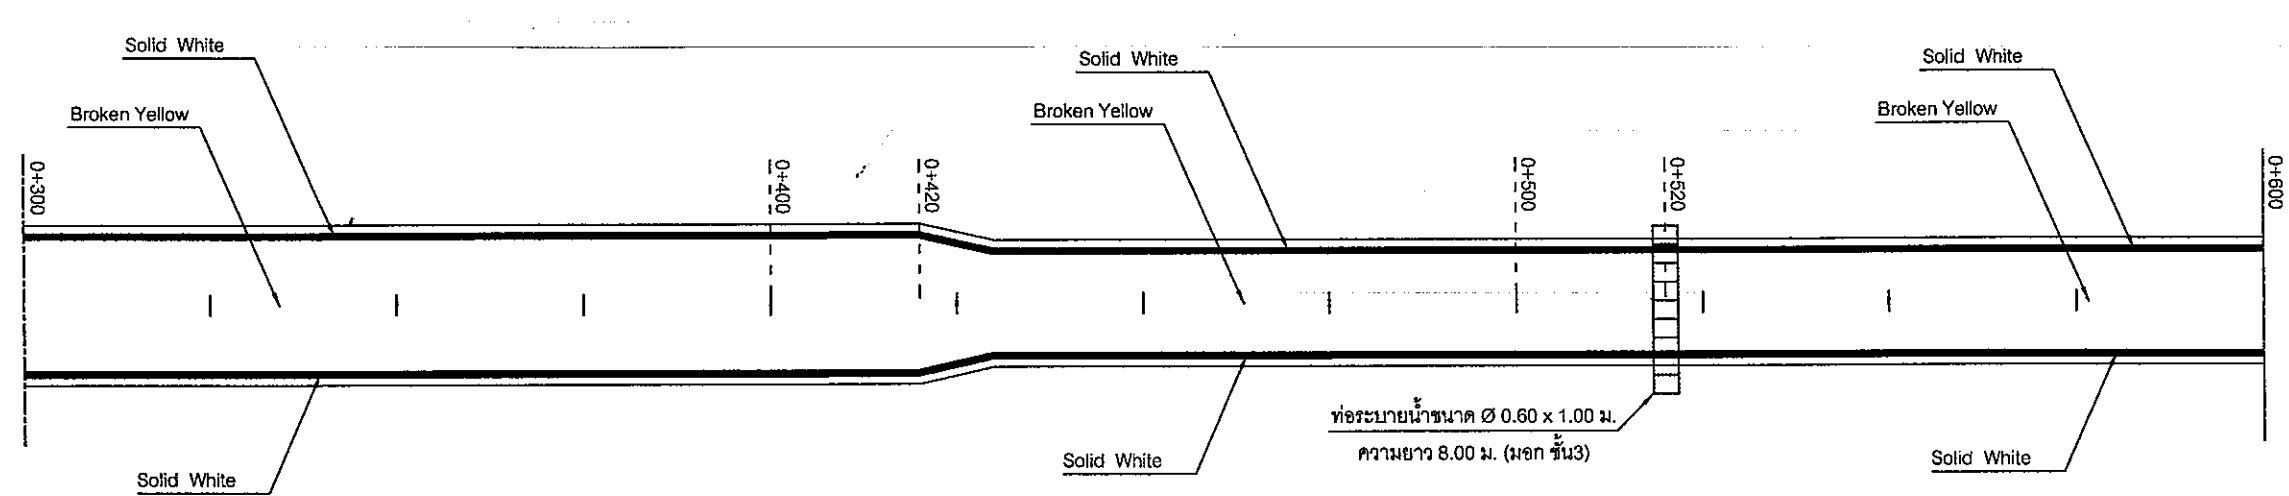 Solid White
Solid White
Solid White
Broken Yellow
Broken Yellow
Broken Yellow
0+300
0+400
0+420
0+500
0+520
0+600
ท่อระบายน้ำขนาด Ø 0.60 x 1.00 ม.
ความยาว 8.00 ม. (มอก ชั้น3)
Solid White
Solid White
Solid White